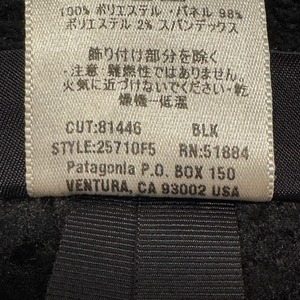 100% ポリエステル・パネル 98%
ポリエステル 2% スパンデックス
飾り付け部分を除く
・注意・難燃性ではありません。
火気に近づけないでください・乾
燥機−低温
CUT:81446 BLK
STYLE:25710F5 RN:51884
Patagonia P.O. BOX 150
VENTURA, CA 93002 USA